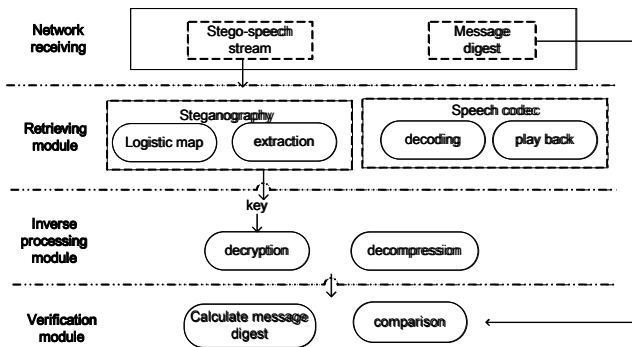 Network
receiving
Stego-speech
stream
Message
digest
Retrieving
module
Steganography
Logistic map
extraction
Speech codec
decoding
play back
key
Inverse
processing
module
decryption
decompression
Verification
module
Calculate message
digest
comparison